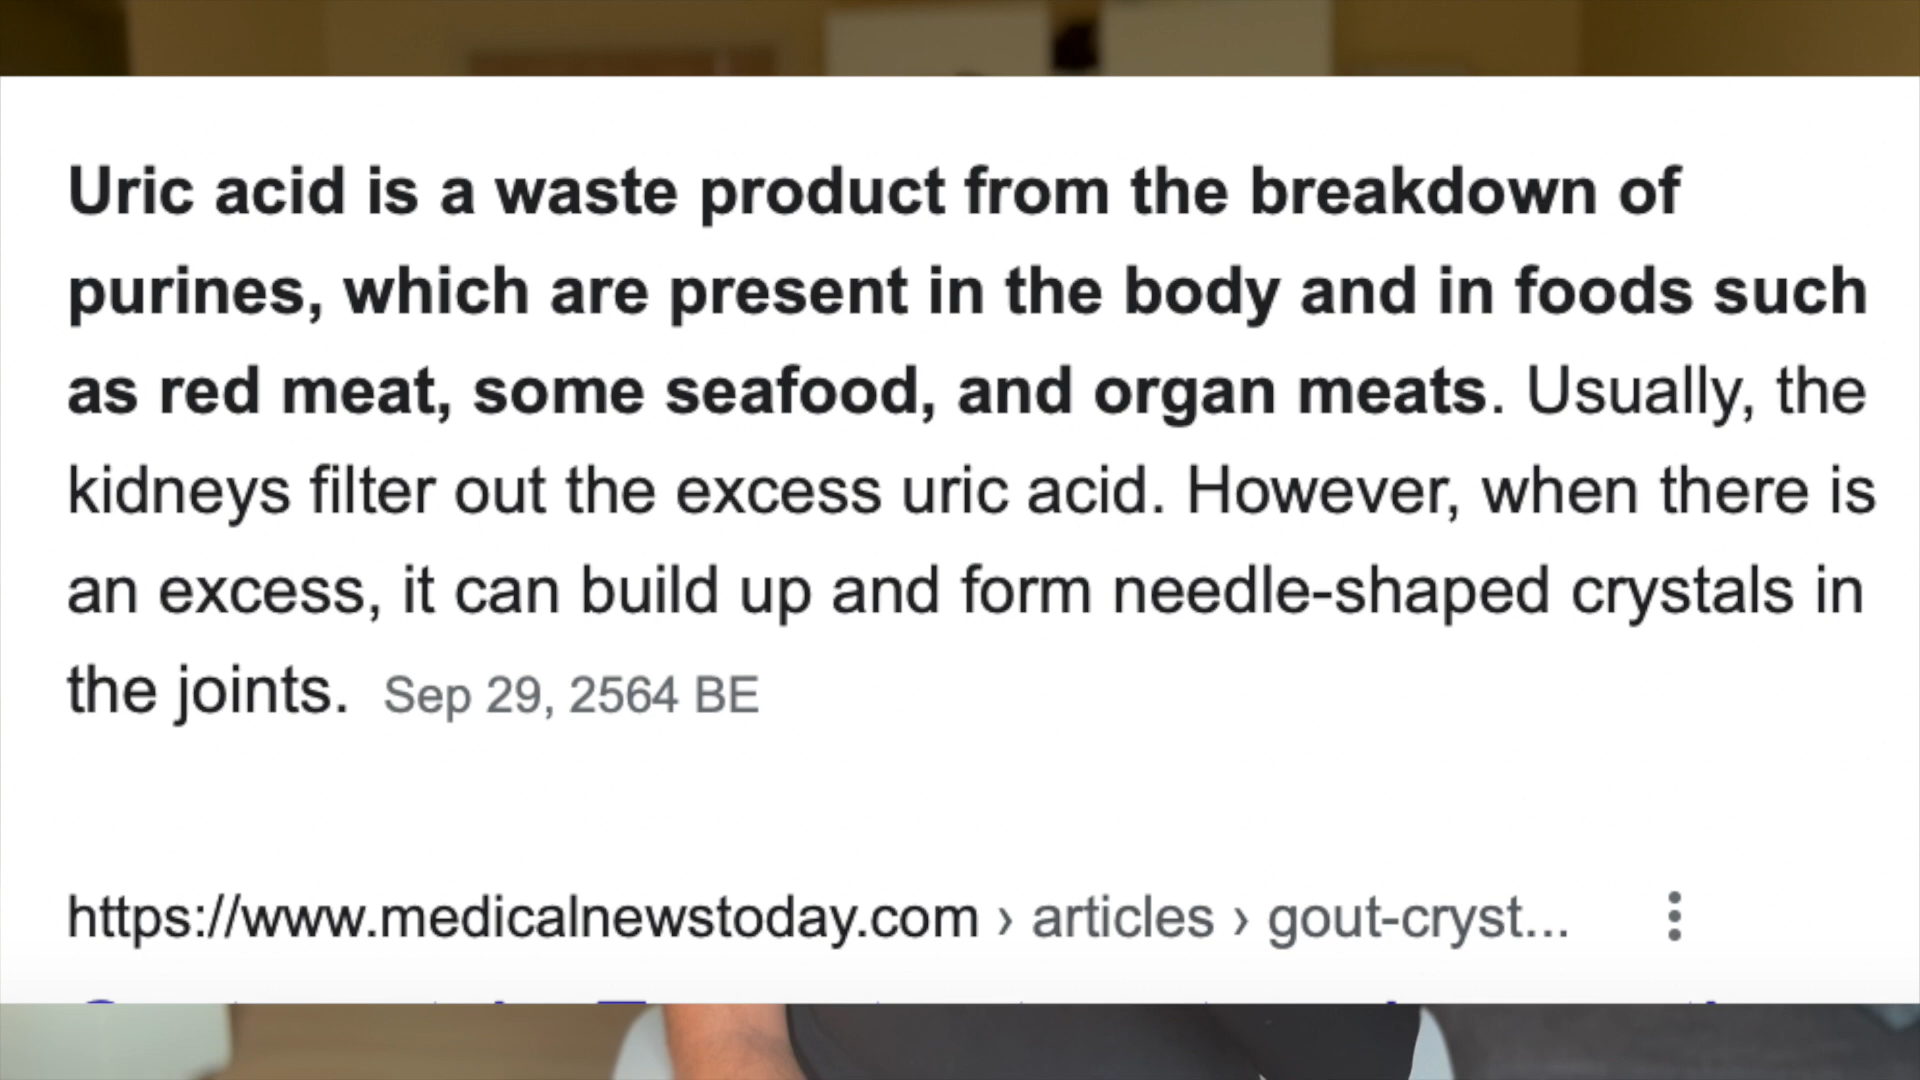 Uric acid is a waste product from the breakdown of
purines, which are present in the body and in foods such
as red meat, some seafood, and organ meats. Usually, the
kidneys filter out the excess uric acid. However, when there is
an excess, it can build up and form needle-shaped crystals in
the joints. Sep 29, 2564 BE
https://www.medicalnewstoday.com › articles › gout-cryst...